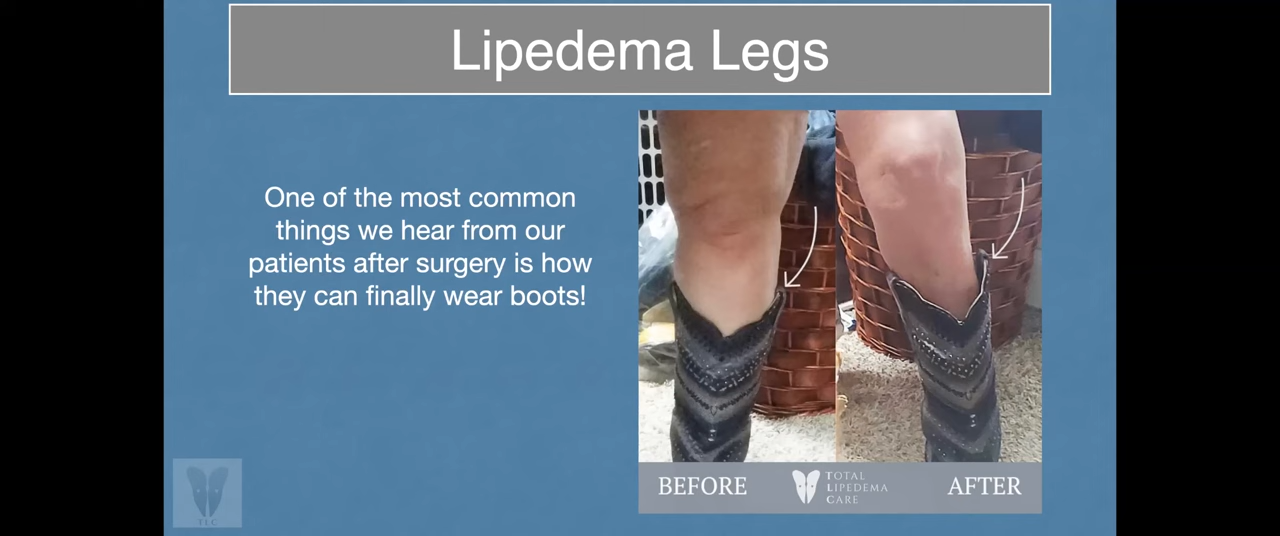 Lipedema Legs
One of the most common
things we hear from our
patients after surgery is how
they can finally wear boots!
BEFORE
TOTAL
LIPEDEMA
CARE
AFTER
TLC